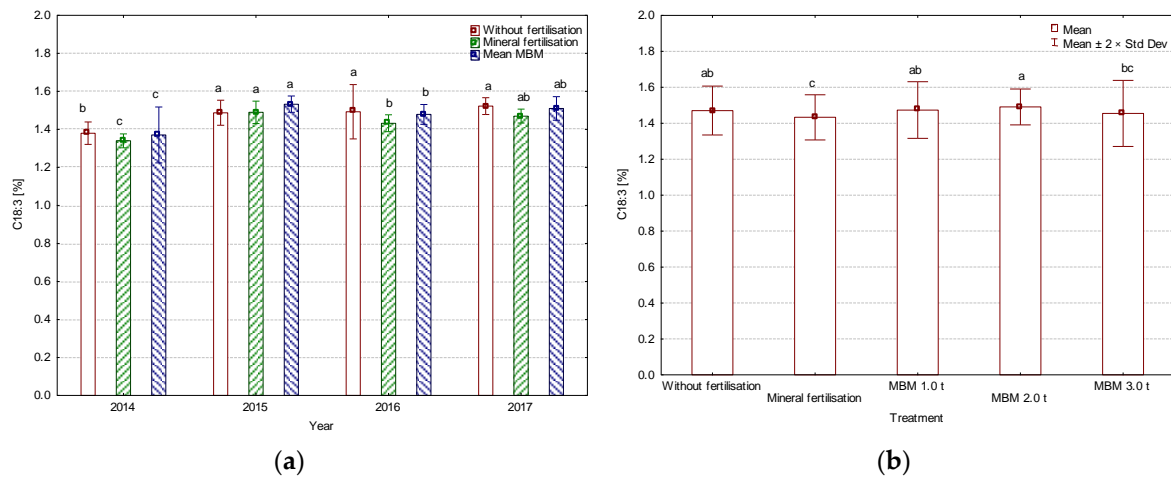 2.0
1.8
1.6
1.4
1.2
1.0
0.8
0.6
0.4
0.2
0.0
C18:3 [%]
Without fertilisation
Mineral fertilisation
Mean MBM
b
c
c
a
a
a
a
b
b
a
ab
ab
2014
2015
2016
2017
Year
(a)
2.0
1.8
1.6
1.4
1.2
1.0
0.8
0.6
0.4
0.2
0.0
C18:3 [%]
Mean
Mean ± 2 × Std Dev
ab
c
ab
a
bc
Without fertilisation
Mineral fertilisation
MBM 1.0 t
MBM 2.0 t
MBM 3.0 t
Treatment
(b)